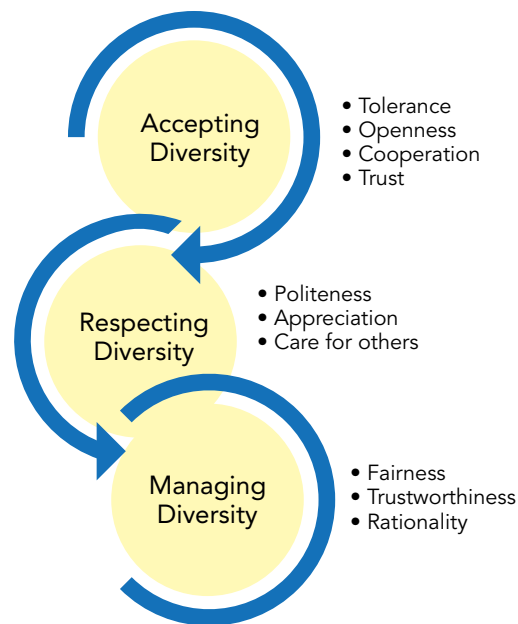 Accepting
Diversity
• Tolerance
• Openness
• Cooperation
• Trust
Respecting
Diversity
• Politeness
• Appreciation
• Care for others
Managing
Diversity
• Fairness
• Trustworthiness
• Rationality